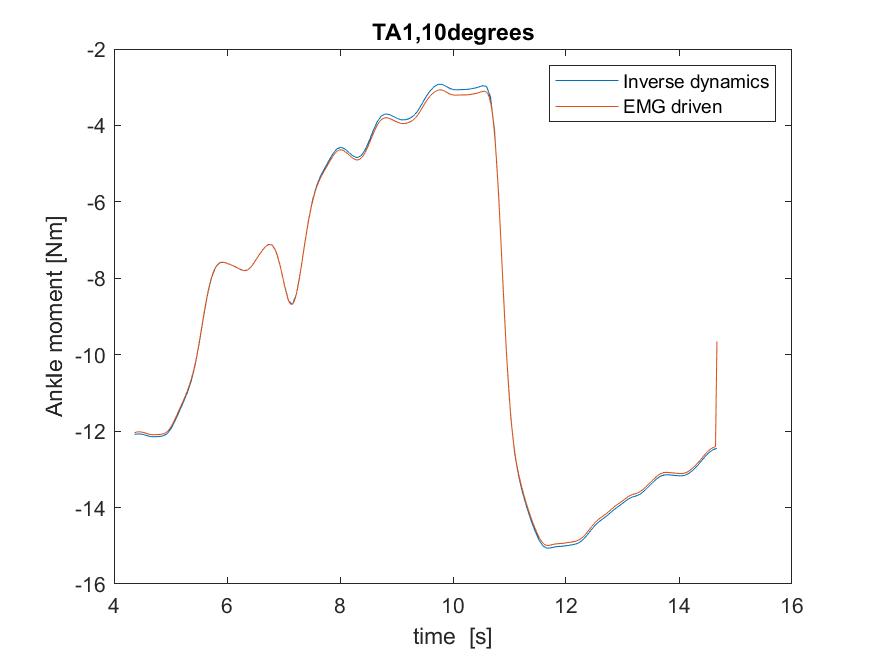 TA1,10degrees
Inverse dynamics
EMG driven
Ankle moment [Nm]
-2
-4
-6
-8
-10
-12
-14
-16
4 6 8 10 12 14 16
time [s]